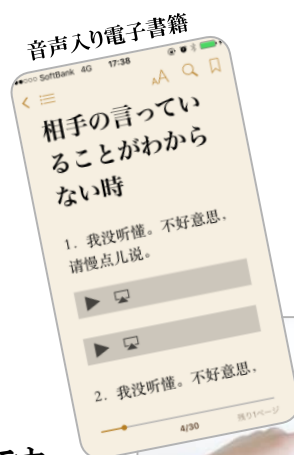 音声入り電子書籍
SoftBank 4G 17:38
AA
相手の言ってい
ることがわから
ない時
1. 我没听懂。不好意思，
请慢点儿说。
2. 我没听懂。不好意思，
4/30
残り1ページ